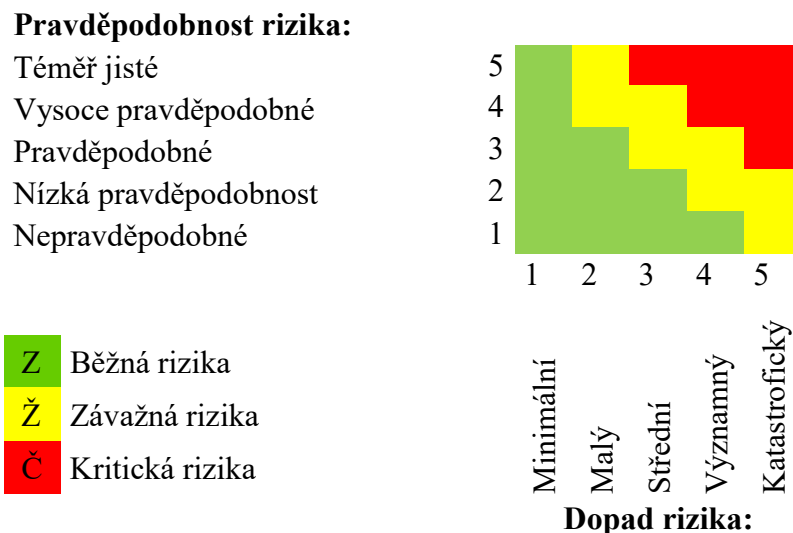 Pravděpodobnost rizika:
Téměř jisté 5
Vysoce pravděpodobné 4
Pravděpodobné 3
Nízká pravděpodobnost 2
Nepravděpodobné 1
1 2 3 4 5
Minimální
Malý
Střední
Významný
Katastrofický
Dopad rizika:
Z Běžná rizika
Ž Závažná rizika
Č Kritická rizika